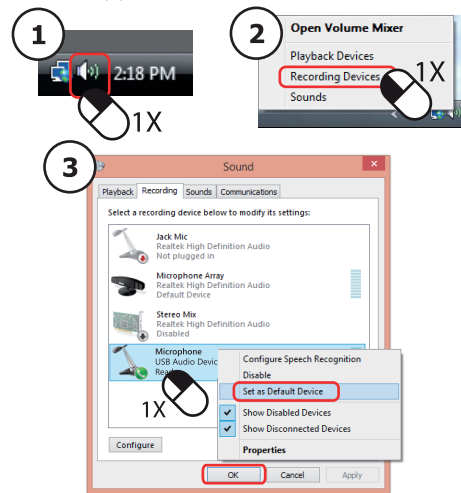 1
2:18 PM
1X
2
Open Volume Mixer
Playback Devices
Recording Devices
Sounds
1X
3
Sound
Playback Recording Sounds Communications
Select a recording device below to modify its settings:
Jack Mic
Realtek High Definition Audio
Not plugged in
Microphone Array
Realtek High Definition Audio
Default Device
Stereo Mix
Realtek High Definition Audio
Disabled
Microphone
USB Audio Devic
Rea
1X
Configure Speech Recognition
Disable
Set as Default Device
Show Disabled Devices
Show Disconnected Devices
Properties
Configure
OK Cancel Apply